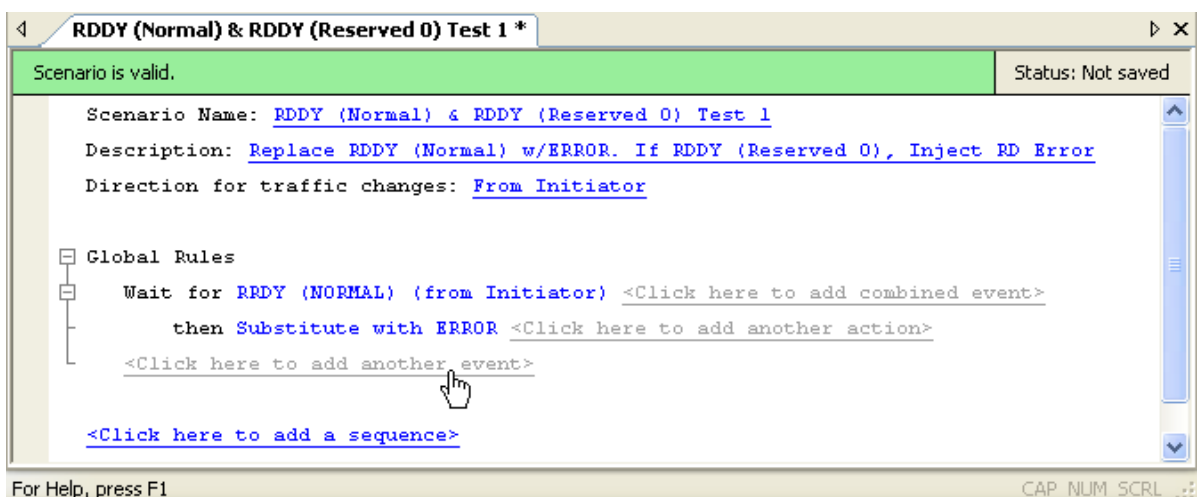 RDDY (Normal) & RDDY (Reserved 0) Test 1 *
Scenario is valid. Status: Not saved
Scenario Name: RDDY (Normal) & RDDY (Reserved 0) Test 1
Description: Replace RDDY (Normal) w/ERROR. If RDDY (Reserved 0), Inject RD Error
Direction for traffic changes: From Initiator
Global Rules
Wait for RRDY (NORMAL) (from Initiator) <Click here to add combined event>
then Substitute with ERROR <Click here to add another action>
<Click here to add another event>
<Click here to add a sequence>
For Help, press F1 CAP NUM SCRL